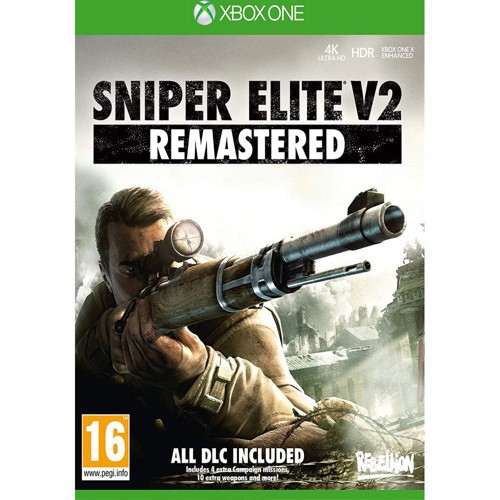 XBOX ONE
4K
ULTRA HD
HDR
XBOX ONE X
ENHANCED
SNIPER ELITE V2
REMASTERED
16
www.pegi.info
ALL DLC INCLUDED
Includes 4 extra Campaign missions,
10 extra weapons and more!
REBELLION